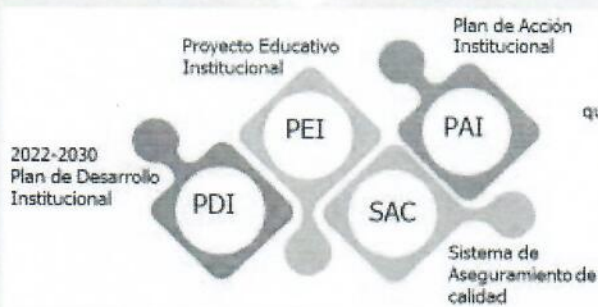 Plan de Acción
Institucional
Proyecto Educativo
Institucional
PEI
PAI
2022-2030
Plan de Desarrollo
Institucional
PDI
SAC
Sistema de
Aseguramiento de
calidad